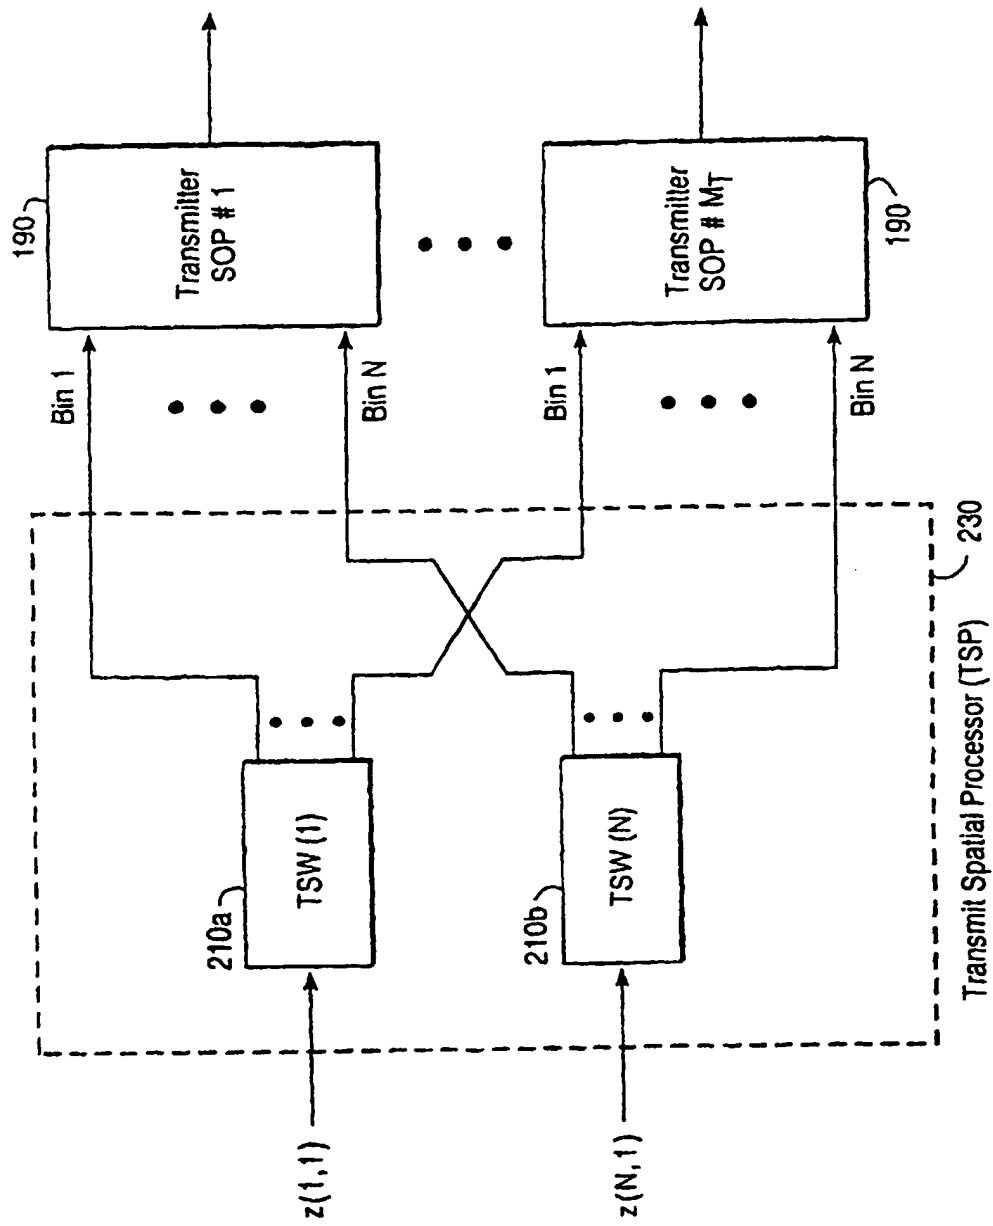 190
Transmitter
SOP # 1
Bin 1
Bin N
Transmitter
SOP # MT
190
Bin 1
Bin N
210a
TSW (1)
210b
TSW (N)
z(1,1)
z(N,1)
230
Transmit Spatial Processor (TSP)